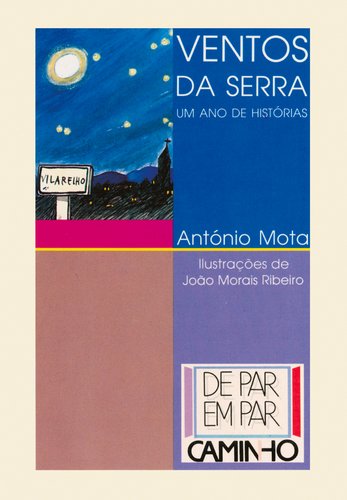 VENTOS
DA SERRA
UM ANO DE HISTÓRIAS
VILARELHO
António Mota
Ilustrações de
João Morais Ribeiro
DE PAR
EM PAR
CAMINHO